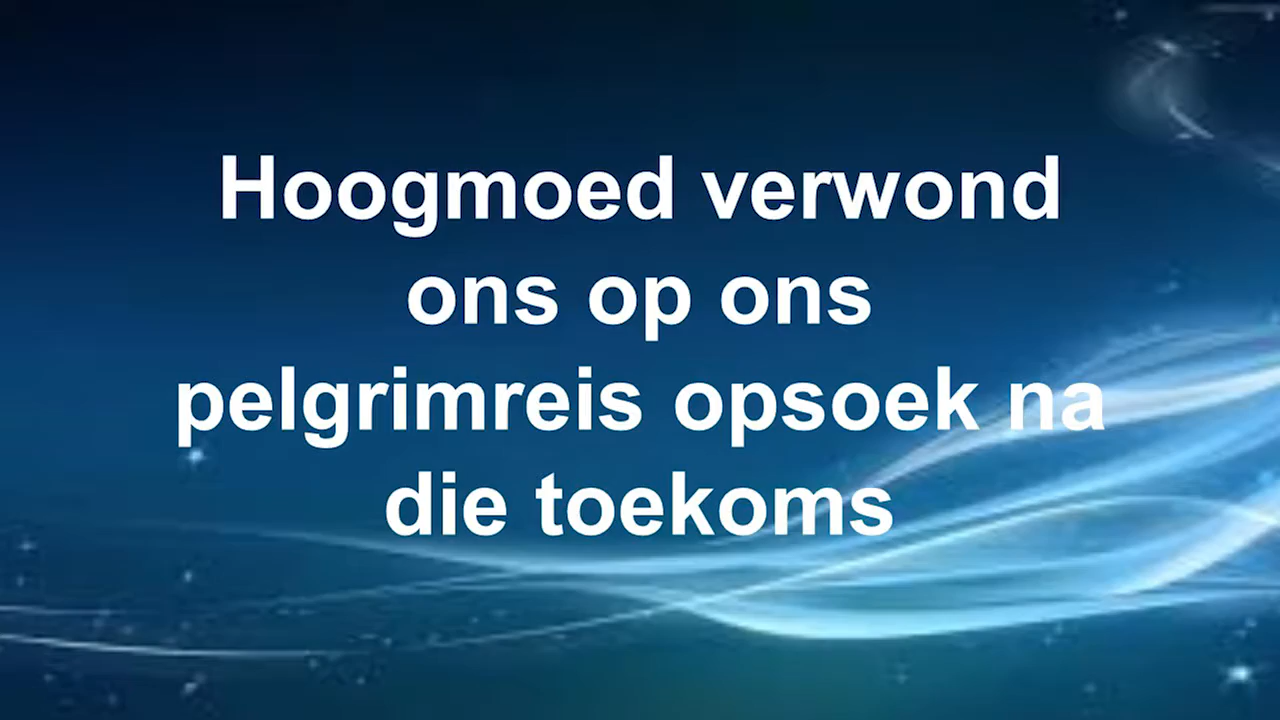 Hoogmoed verwond
ons op ons
pelgrimreis opsoek na
die toekoms